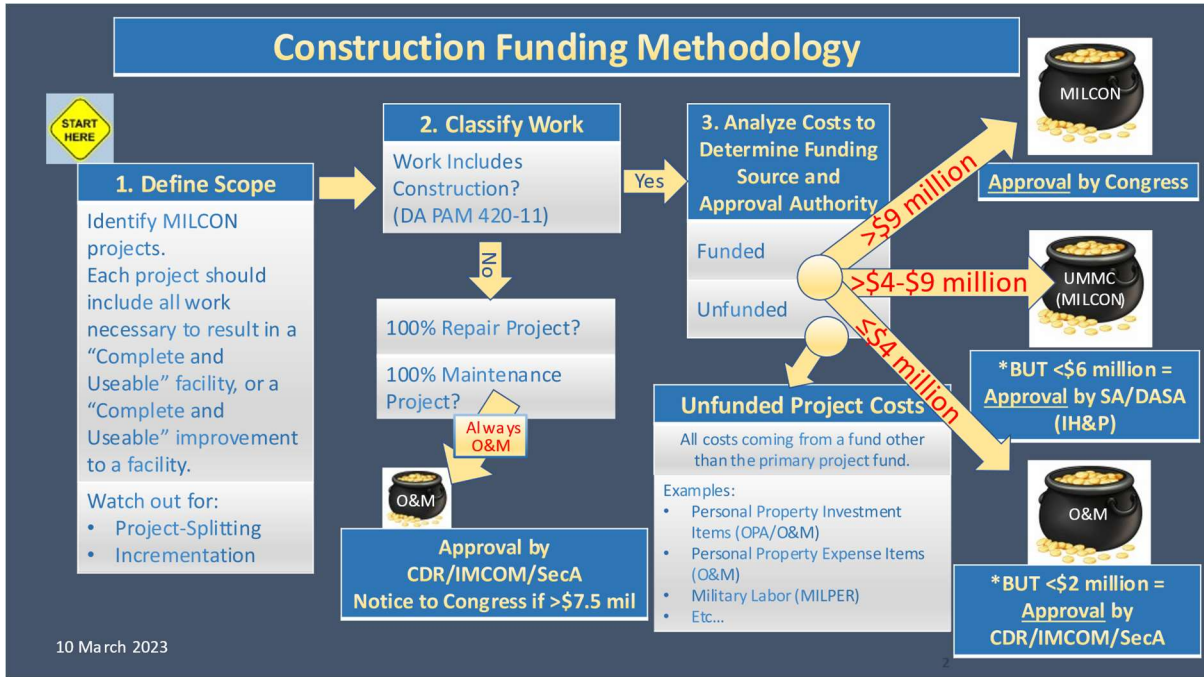 Construction Funding Methodology
START
HERE
1. Define Scope
Identify MILCON
projects.
Each project should
include all work
necessary to result in a
“Complete and
Useable” facility, or a
“Complete and
Useable” improvement
to a facility.
Watch out for:
• Project-Splitting
• Incrementation
2. Classify Work
Work Includes
Construction?
(DA PAM 420-11)
Yes
No
100% Repair Project?
100% Maintenance
Project?
Always
O&M
O&M
Approval by
CDR/IMCOM/SecA
Notice to Congress if >$7.5 mil
3. Analyze Costs to
Determine Funding
Source and
Approval Authority
Funded
Unfunded
>$9 million
>$4-$9 million
≤$4 million
Unfunded Project Costs
All costs coming from a fund other
than the primary project fund.
Examples:
• Personal Property Investment
Items (OPA/O&M)
• Personal Property Expense Items
(O&M)
• Military Labor (MILPER)
• Etc...
MILCON
Approval by Congress
UMMC
(MILCON)
*BUT <$6 million =
Approval by SA/DASA
(IH&P)
O&M
*BUT <$2 million =
Approval by
CDR/IMCOM/SecA
10 March 2023
2